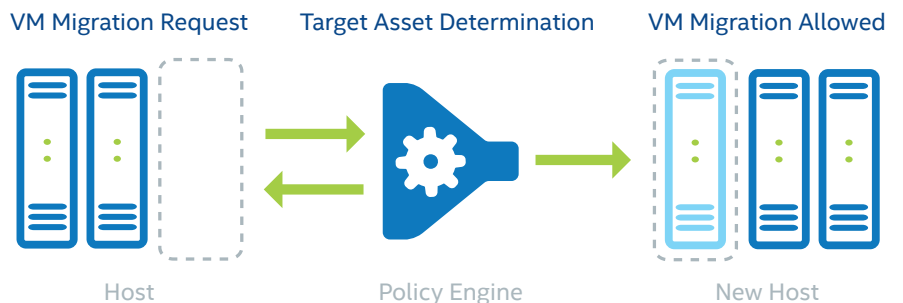 VM Migration Request
Target Asset Determination
VM Migration Allowed
Host
Policy Engine
New Host